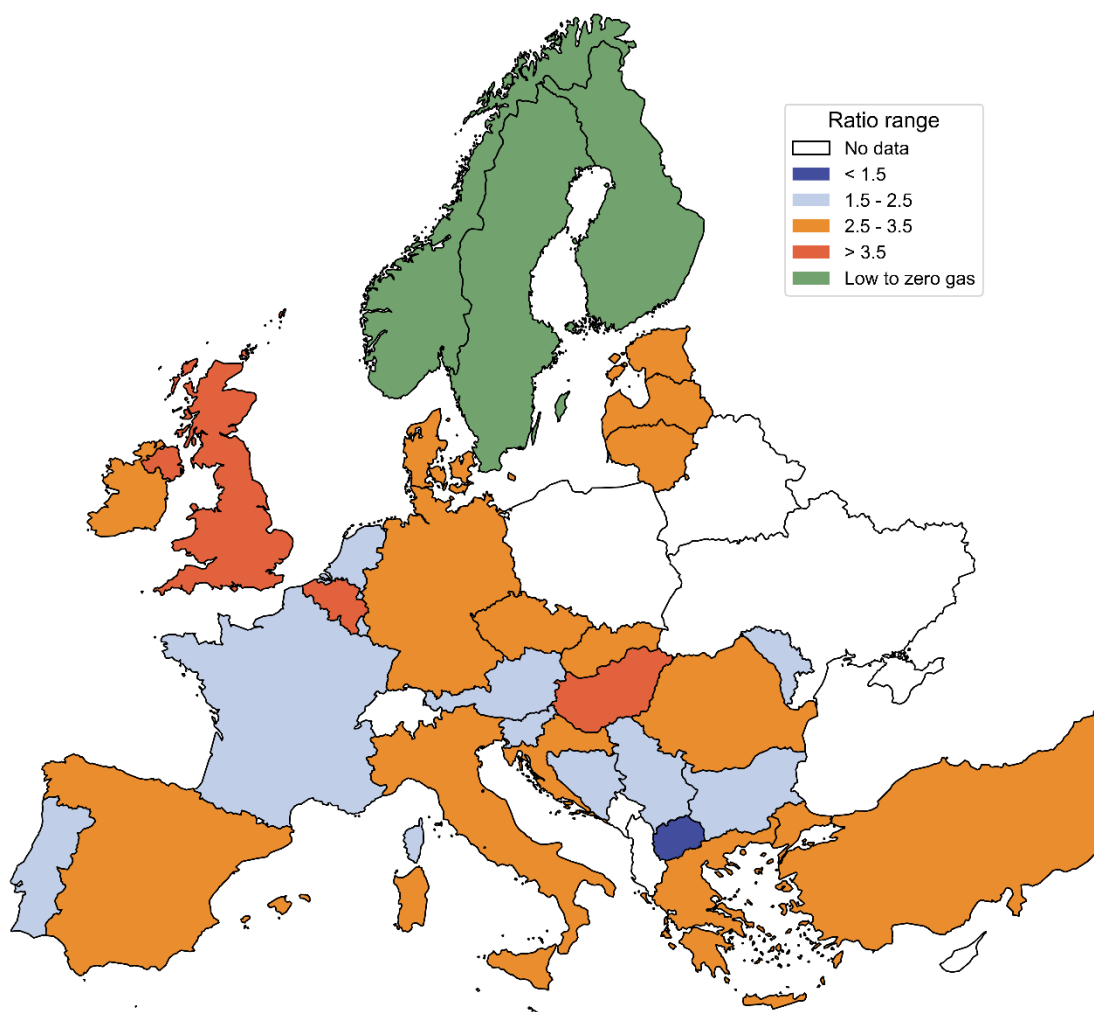 Ratio range
No data
< 1.5
1.5 - 2.5
2.5 - 3.5
> 3.5
Low to zero gas